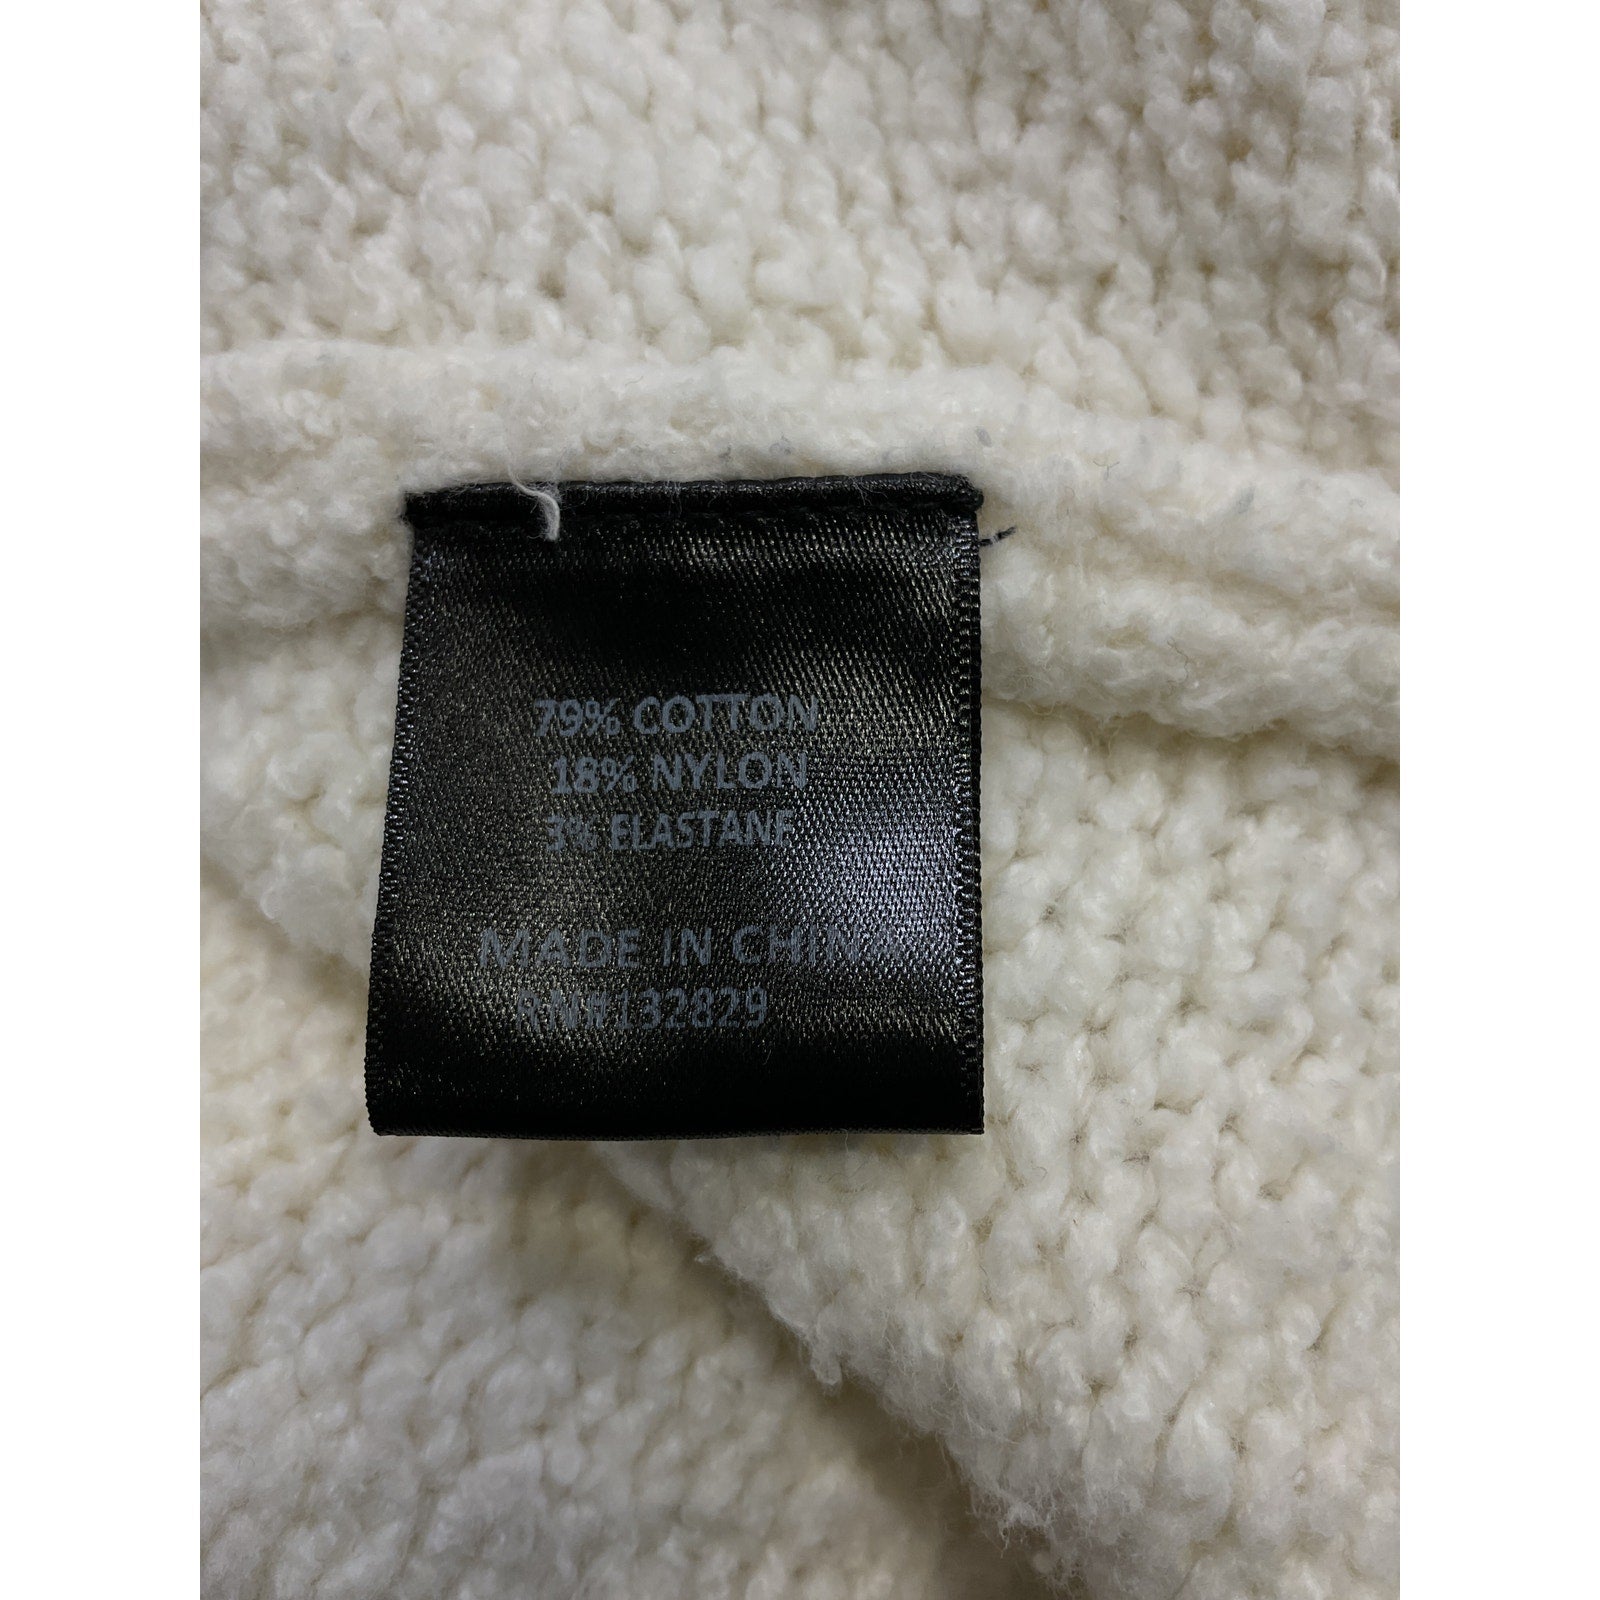 79% COTTON
18% NYLON
3% ELASTANE
MADE IN CHINA
RN#132829